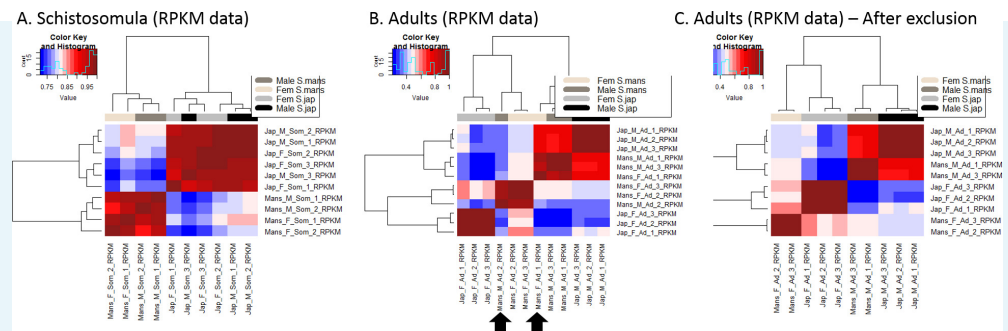 A. Schistosomula (RPKM data)
Color Key
and Histogram
Count
0 15
0.75 0.85 0.95
Value
Fem S.mans
Male S.mans
Fem S.jap
Male S.jap
Jap_M_Som_2_RPKM
Jap_M_Som_1_RPKM
Jap_F_Som_2_RPKM
Jap_F_Som_3_RPKM
Jap_M_Som_3_RPKM
Jap_F_Som_1_RPKM
Mans_M_Som_1_RPKM
Mans_M_Som_2_RPKM
Mans_F_Som_1_RPKM
Mans_F_Som_2_RPKM
Mans_F_Som_2_RPKM
Mans_F_Som_1_RPKM
Mans_M_Som_2_RPKM
Mans_M_Som_1_RPKM
Jap_F_Som_1_RPKM
Jap_M_Som_3_RPKM
Jap_F_Som_3_RPKM
Jap_F_Som_2_RPKM
Jap_M_Som_1_RPKM
Jap_M_Som_2_RPKM
B. Adults (RPKM data)
Color Key
and Histogram
Count
0 15
0.4 0.6 0.8 1
Value
Fem S.mans
Male S.mans
Fem S.jap
Male S.jap
Jap_M_Ad_1_RPKM
Jap_M_Ad_2_RPKM
Jap_M_Ad_3_RPKM
Mans_M_Ad_1_RPKM
Mans_M_Ad_3_RPKM
Mans_F_Ad_1_RPKM
Mans_F_Ad_3_RPKM
Mans_F_Ad_2_RPKM
Mans_M_Ad_2_RPKM
Jap_F_Ad_3_RPKM
Jap_F_Ad_2_RPKM
Jap_F_Ad_1_RPKM
Jap_F_Ad_1_RPKM
Jap_F_Ad_2_RPKM
Jap_F_Ad_3_RPKM
Mans_M_Ad_2_RPKM
Mans_F_Ad_2_RPKM
Mans_F_Ad_3_RPKM
Mans_F_Ad_1_RPKM
Mans_M_Ad_3_RPKM
Mans_M_Ad_1_RPKM
Jap_M_Ad_3_RPKM
Jap_M_Ad_2_RPKM
Jap_M_Ad_1_RPKM
C. Adults (RPKM data) – After exclusion
Color Key
and Histogram
0.4 0.6 0.8 1
Value
Fem S.mans
Male S.mans
Fem S.jap
Male S.jap
Jap_M_Ad_1_RPKM
Jap_M_Ad_2_RPKM
Jap_M_Ad_3_RPKM
Mans_M_Ad_1_RPKM
Mans_M_Ad_3_RPKM
Jap_F_Ad_3_RPKM
Jap_F_Ad_2_RPKM
Jap_F_Ad_1_RPKM
Mans_F_Ad_3_RPKM
Mans_F_Ad_2_RPKM
Mans_F_Ad_2_RPKM
Mans_F_Ad_3_RPKM
Jap_F_Ad_1_RPKM
Jap_F_Ad_2_RPKM
Jap_F_Ad_3_RPKM
Mans_M_Ad_3_RPKM
Mans_M_Ad_1_RPKM
Jap_M_Ad_3_RPKM
Jap_M_Ad_2_RPKM
Jap_M_Ad_1_RPKM